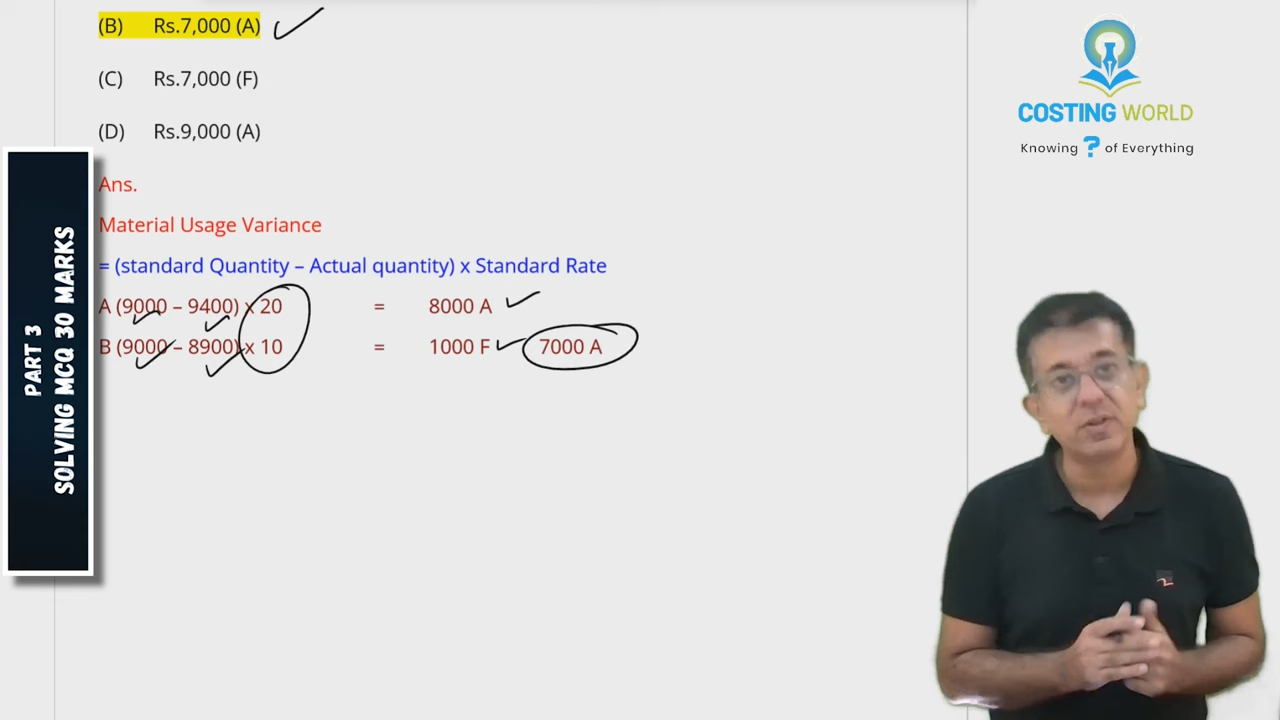 (B) Rs.7,000 (A)
(C) Rs.7,000 (F)
(D) Rs.9,000 (A)
Ans.
Material Usage Variance
= (standard Quantity – Actual quantity) x Standard Rate
A (9000 – 9400) x 20 = 8000 A
B (9000 – 8900) x 10 = 1000 F 7000 A
PART 3
SOLVING MCQ 30 MARKS
COSTING WORLD
Knowing ? of Everything